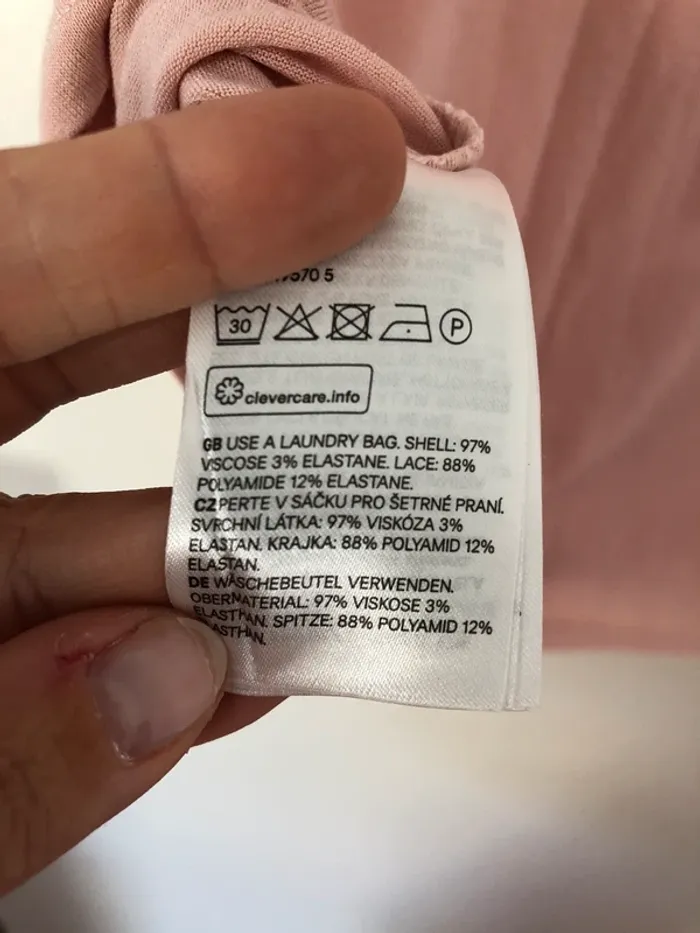 9570 5
30 P
clevercare.info
GB USE A LAUNDRY BAG. SHELL: 97%
VISCOSE 3% ELASTANE. LACE: 88%
POLYAMIDE 12% ELASTANE.
CZ PERTE V SÁČKU PRO ŠETRNÉ PRANÍ.
SVRCHNÍ LÁTKA: 97% VISKÓZA 3%
ELASTAN. KRAJKA: 88% POLYAMID 12%
ELASTAN.
DE WÄSCHEBEUTEL VERWENDEN.
OBERMATERIAL: 97% VISKOSE 3%
ELASTHAN. SPITZE: 88% POLYAMID 12%
ELASTHAN.